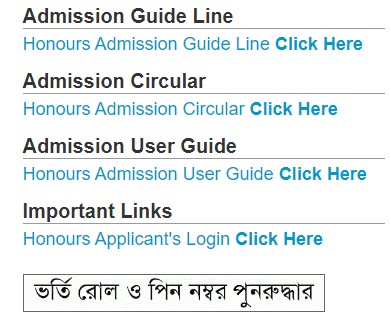 Admission Guide Line
Honours Admission Guide Line Click Here
Admission Circular
Honours Admission Circular Click Here
Admission User Guide
Honours Admission User Guide Click Here
Important Links
Honours Applicant's Login Click Here
ভর্তি রোল ও পিন নম্বর পুনরুদ্ধার